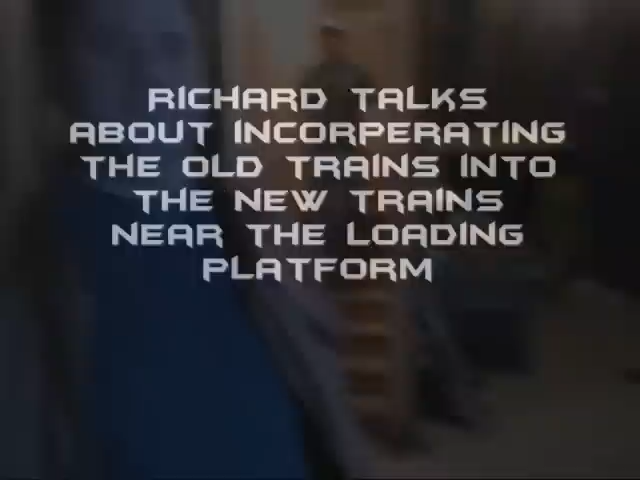 RICHARD TALKS
ABOUT INCORPERATING
THE OLD TRAINS INTO
THE NEW TRAINS
NEAR THE LOADING
PLATFORM